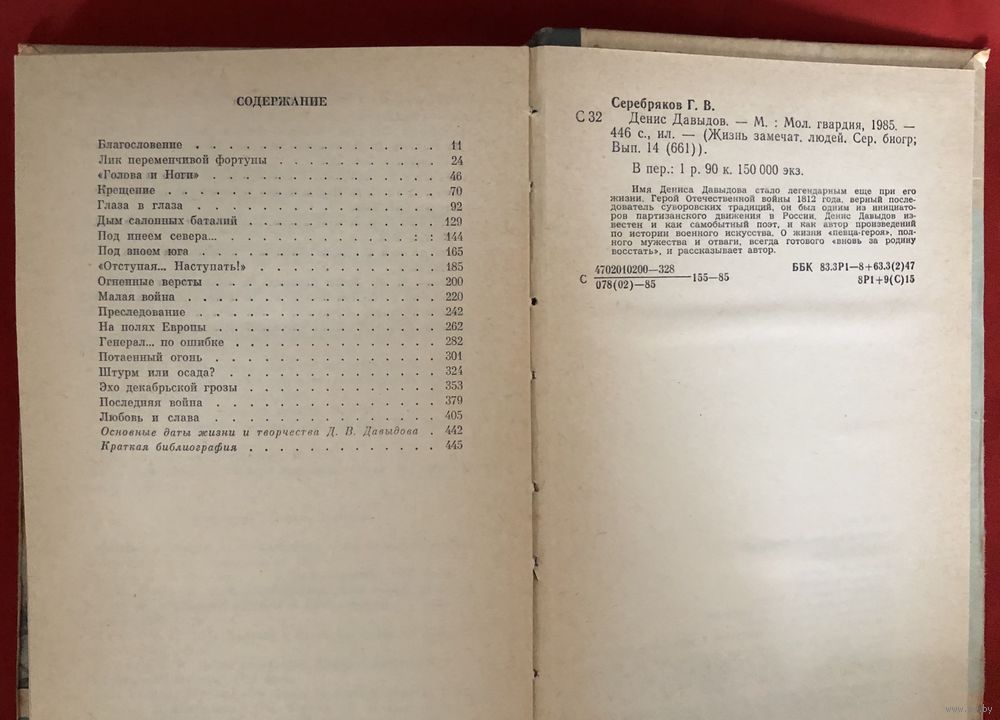 СОДЕРЖАНИЕ
Благословение . . . . . . . . . . . . . . . 11
Лик переменчивой фортуны . . . . . . . . . . 24
«Голова и Ноги» . . . . . . . . . . . . . . 46
Крещение . . . . . . . . . . . . . . . . . 70
Глаза в глаза . . . . . . . . . . . . . . . 92
Дым салонных баталий . . . . . . . . . . . . 129
Под инеем севера... . . . . . . . . . . . : : 144
Под зноем юга . . . . . . . . . . . . . . . 165
«Отступая... Наступать!» . . . . . . . . . . . 185
Огненные версты . . . . . . . . . . . . . . 200
Малая война . . . . . . . . . . . . . . . . 220
Преследование . . . . . . . . . . . . . . . 242
На полях Европы . . . . . . . . . . . . . . 262
Генерал... по ошибке . . . . . . . . . . . . 282
Потаенный огонь . . . . . . . . . . . . . . 301
Штурм или осада? . . . . . . . . . . . . . 324
Эхо декабрьской грозы . . . . . . . . . . . . 353
Последняя война . . . . . . . . . . . . . . 379
Любовь и слава . . . . . . . . . . . . . . 405
Основные даты жизни и творчества Д. В. Давыдова . 442
Краткая библиография . . . . . . . . . . . . 445
Серебряков Г. В.
С 32 Денис Давыдов. — М. : Мол. гвардия, 1985. —
446 с., ил. — (Жизнь замечат. людей. Сер. биогр;
Вып. 14 (661)).
В пер.: 1 р. 90 к. 150 000 экз.
Имя Дениса Давыдова стало легендарным еще при его
жизни. Герой Отечественной войны 1812 года, верный после-
дователь суворовских традиций, он был одним из инициато-
ров партизанского движения в России. Денис Давыдов из-
вестен и как самобытный поэт, и как автор произведений
по истории военного искусства. О жизни «певца-героя», пол-
ного мужества и отваги, всегда готового «вновь за родину
восстать», и рассказывает автор.
С 4702010200—328
078(02)—85 155—85
ББК 83.3Р1—8+63.3(2)47
8Р1+9(С)15